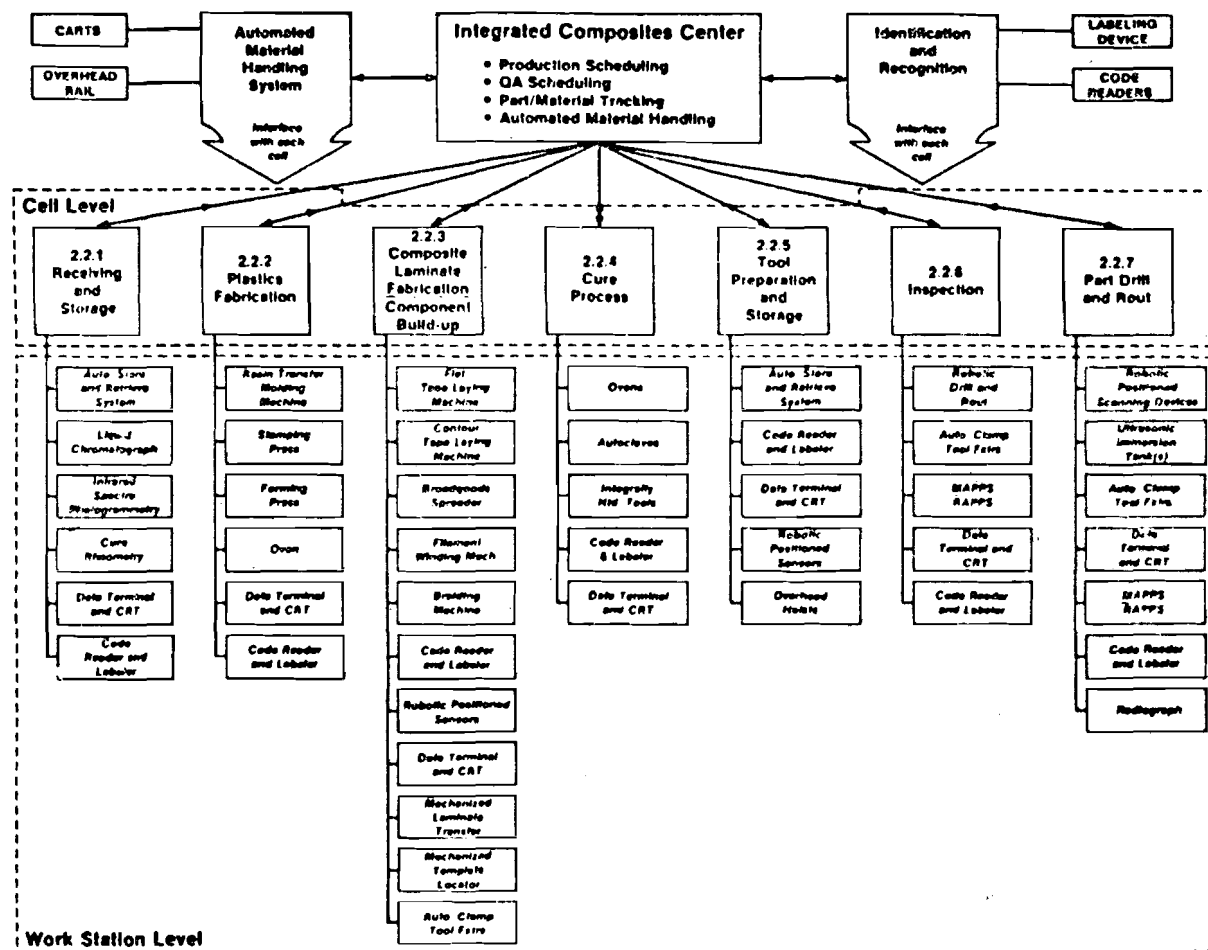 CARTS
OVERHEAD
RAIL
Automated
Material
Handling
System
Interface
with each
cell
Integrated Composites Center
• Production Scheduling
• QA Scheduling
• Part/Material Tracking
• Automated Material Handling
Identification
and
Recognition
Interface
with each
cell
LABELING
DEVICE
CODE
READERS
Cell Level
2.2.1
Receiving
and
Storage
2.2.2
Plastics
Fabrication
2.2.3
Composite
Laminate
Fabrication
Component
Build-up
2.2.4
Cure
Process
2.2.5
Tool
Preparation
and
Storage
2.2.6
Inspection
2.2.7
Part Drill
and Rout
Auto Store
and Retrieve
System
Liquid
Chromatograph
Infrared
Spectro
Photogrammetry
Cure
Rheometry
Data Terminal
and CRT
Code
Reader and
Labeler
Resin Transfer
Molding
Machine
Stamping
Press
Forming
Press
Oven
Data Terminal
and CRT
Code Reader
and Labeler
Flat
Tape Laying
Machine
Contour
Tape Laying
Machine
Broadgoods
Spreader
Filament
Winding Mach
Braiding
Machine
Code Reader
and Labeler
Robotic Positioned
Sensors
Data Terminal
and CRT
Mechanized
Laminate
Transfer
Mechanized
Template
Locator
Auto Clamp
Tool Fxtrs
Ovens
Autoclaves
Integrally
Htd. Tools
Code Reader
& Labeler
Data Terminal
and CRT
Auto Store
and Retrieve
System
Code Reader
and Labeler
Data Terminal
and CRT
Robotic
Positioned
Sensors
Overhead
Hoists
Robotic
Drill and
Rout
Auto Clamp
Tool Fxtrs
MAPPS
RAPPS
Data
Terminal and
CRT
Code Reader
and Labeler
Robotic
Positioned
Scanning Devices
Ultrasonic
Immersion
Tank(s)
Auto Clamp
Tool Fxtrs
Data
Terminal
and CRT
MAPPS
RAPPS
Code Reader
and Labeler
Radiograph
Work Station Level